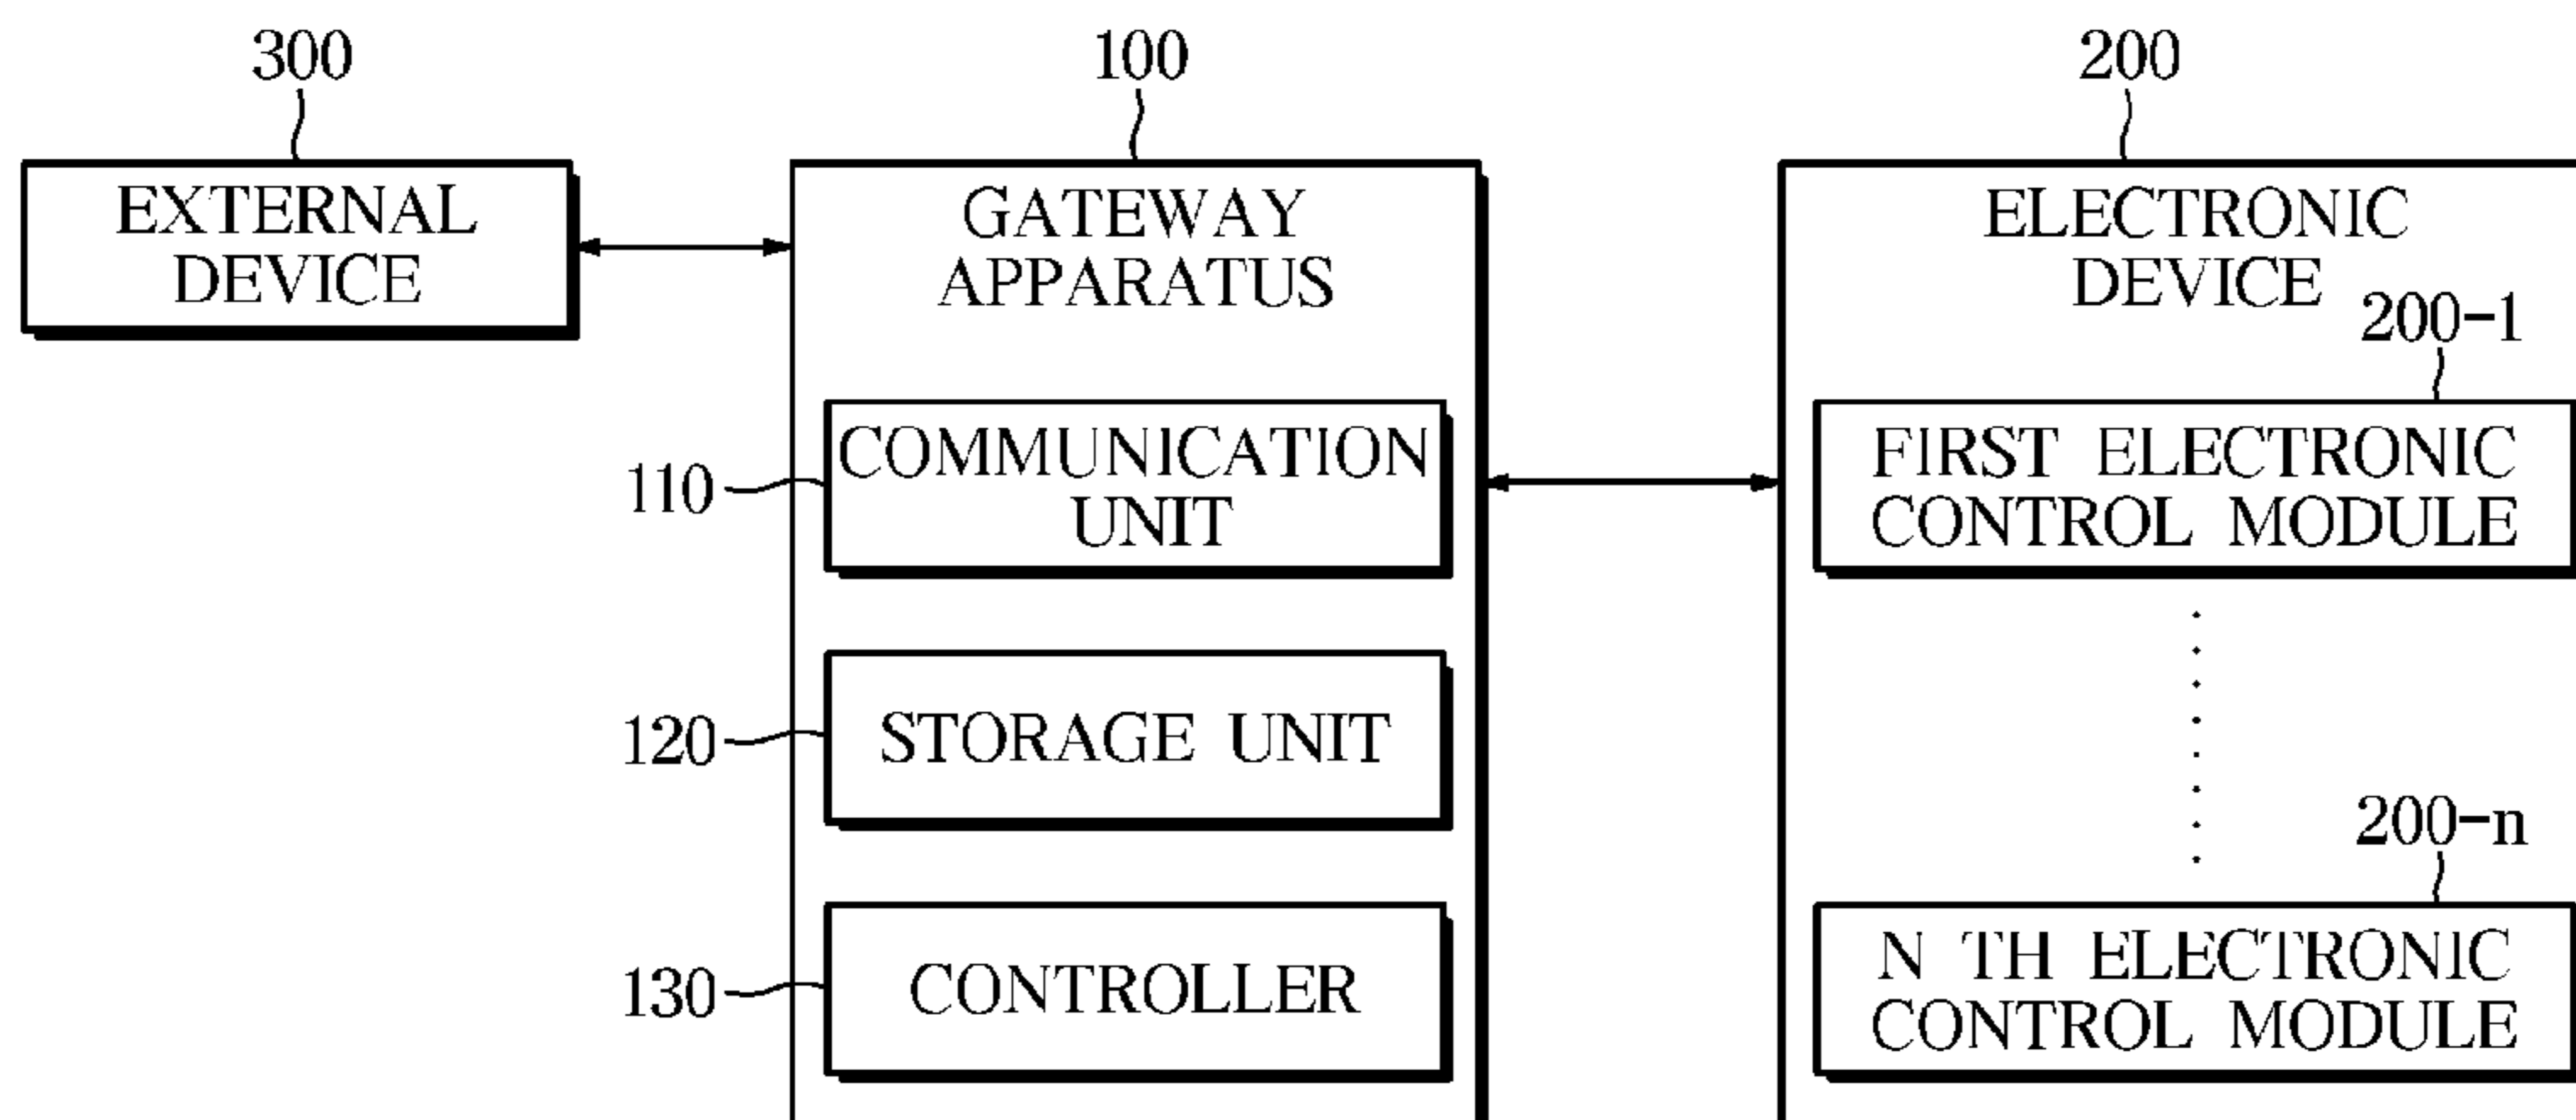 300
100
200
EXTERNAL
DEVICE
GATEWAY
APPARATUS
ELECTRONIC
DEVICE
200-1
110
COMMUNICATION
UNIT
FIRST ELECTRONIC
CONTROL MODULE
120
STORAGE UNIT
200-n
130
CONTROLLER
N TH ELECTRONIC
CONTROL MODULE